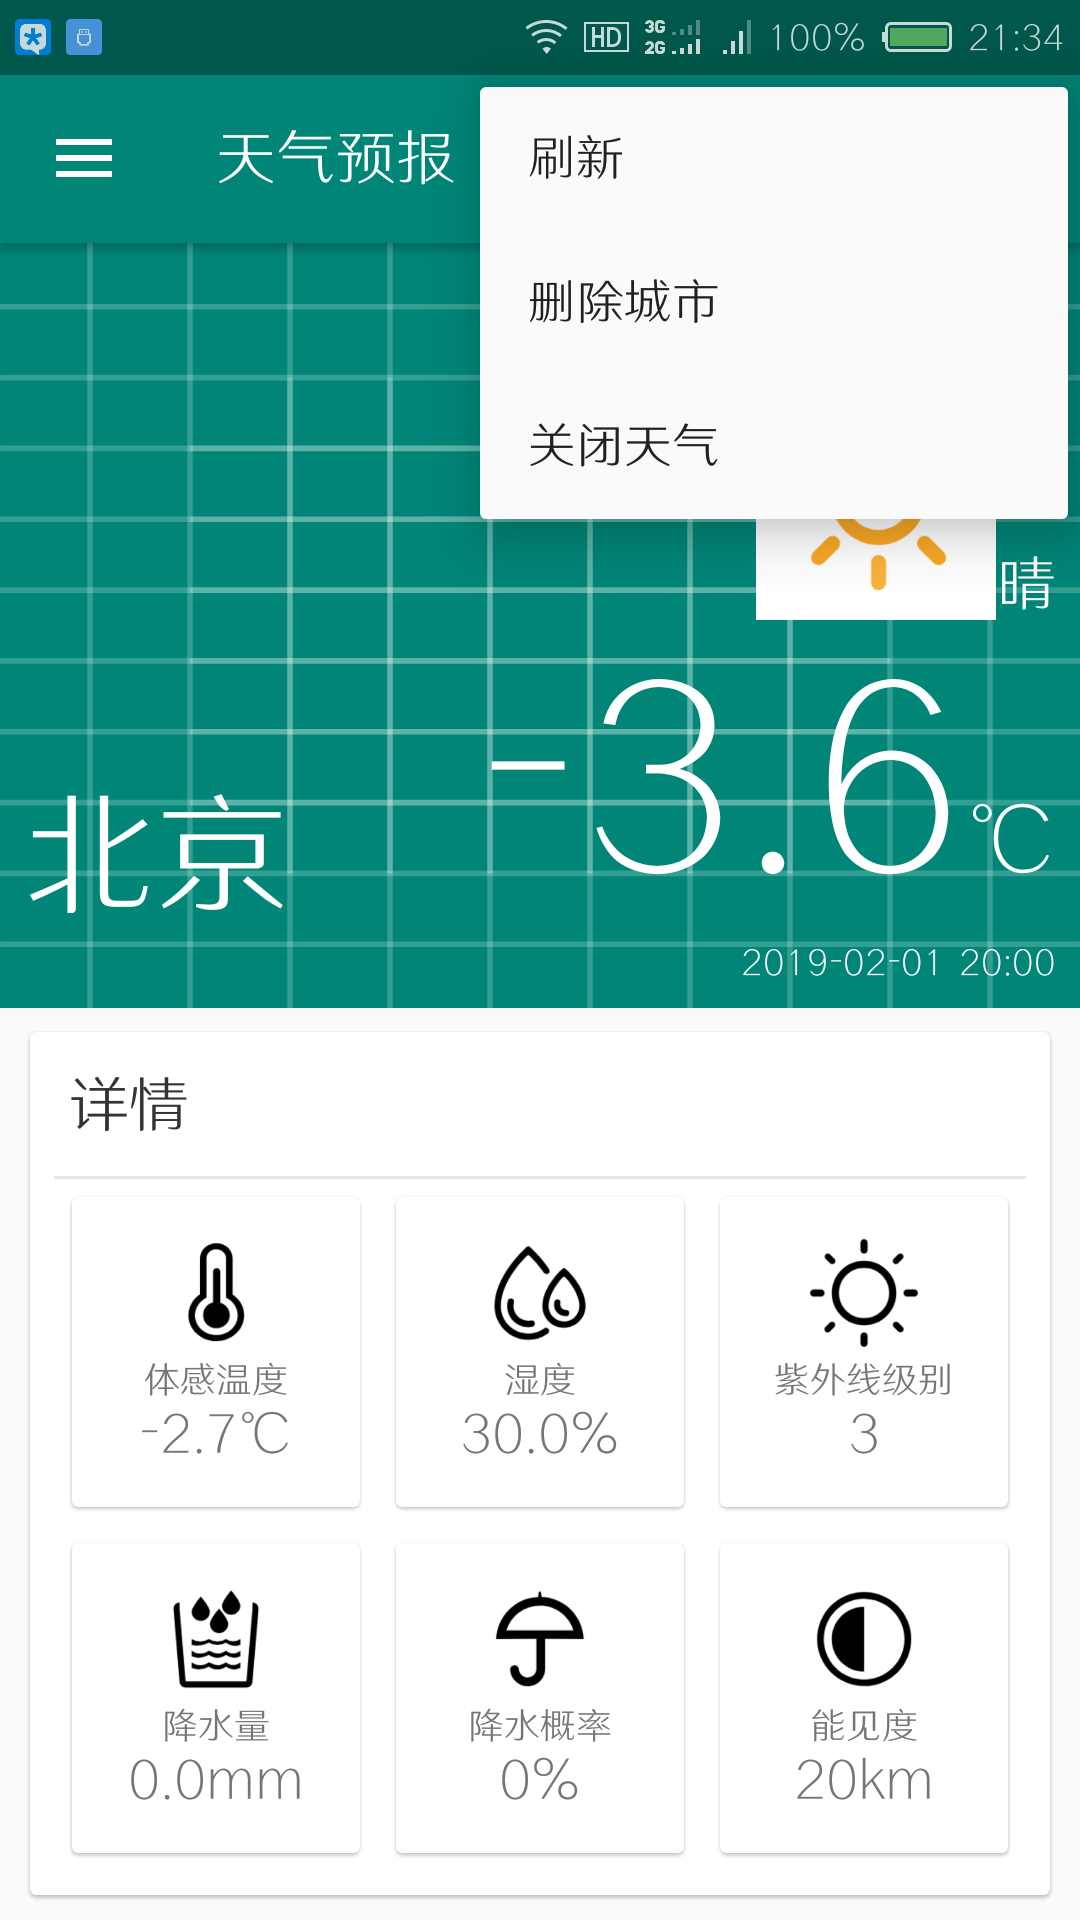 HD 3G 2G 100% 21:34
天气预报
刷新
删除城市
关闭天气
晴
北京 -3.6℃
2019-02-01 20:00
详情
体感温度 湿度 紫外线级别
-2.7℃ 30.0% 3
降水量 降水概率 能见度
0.0mm 0% 20km